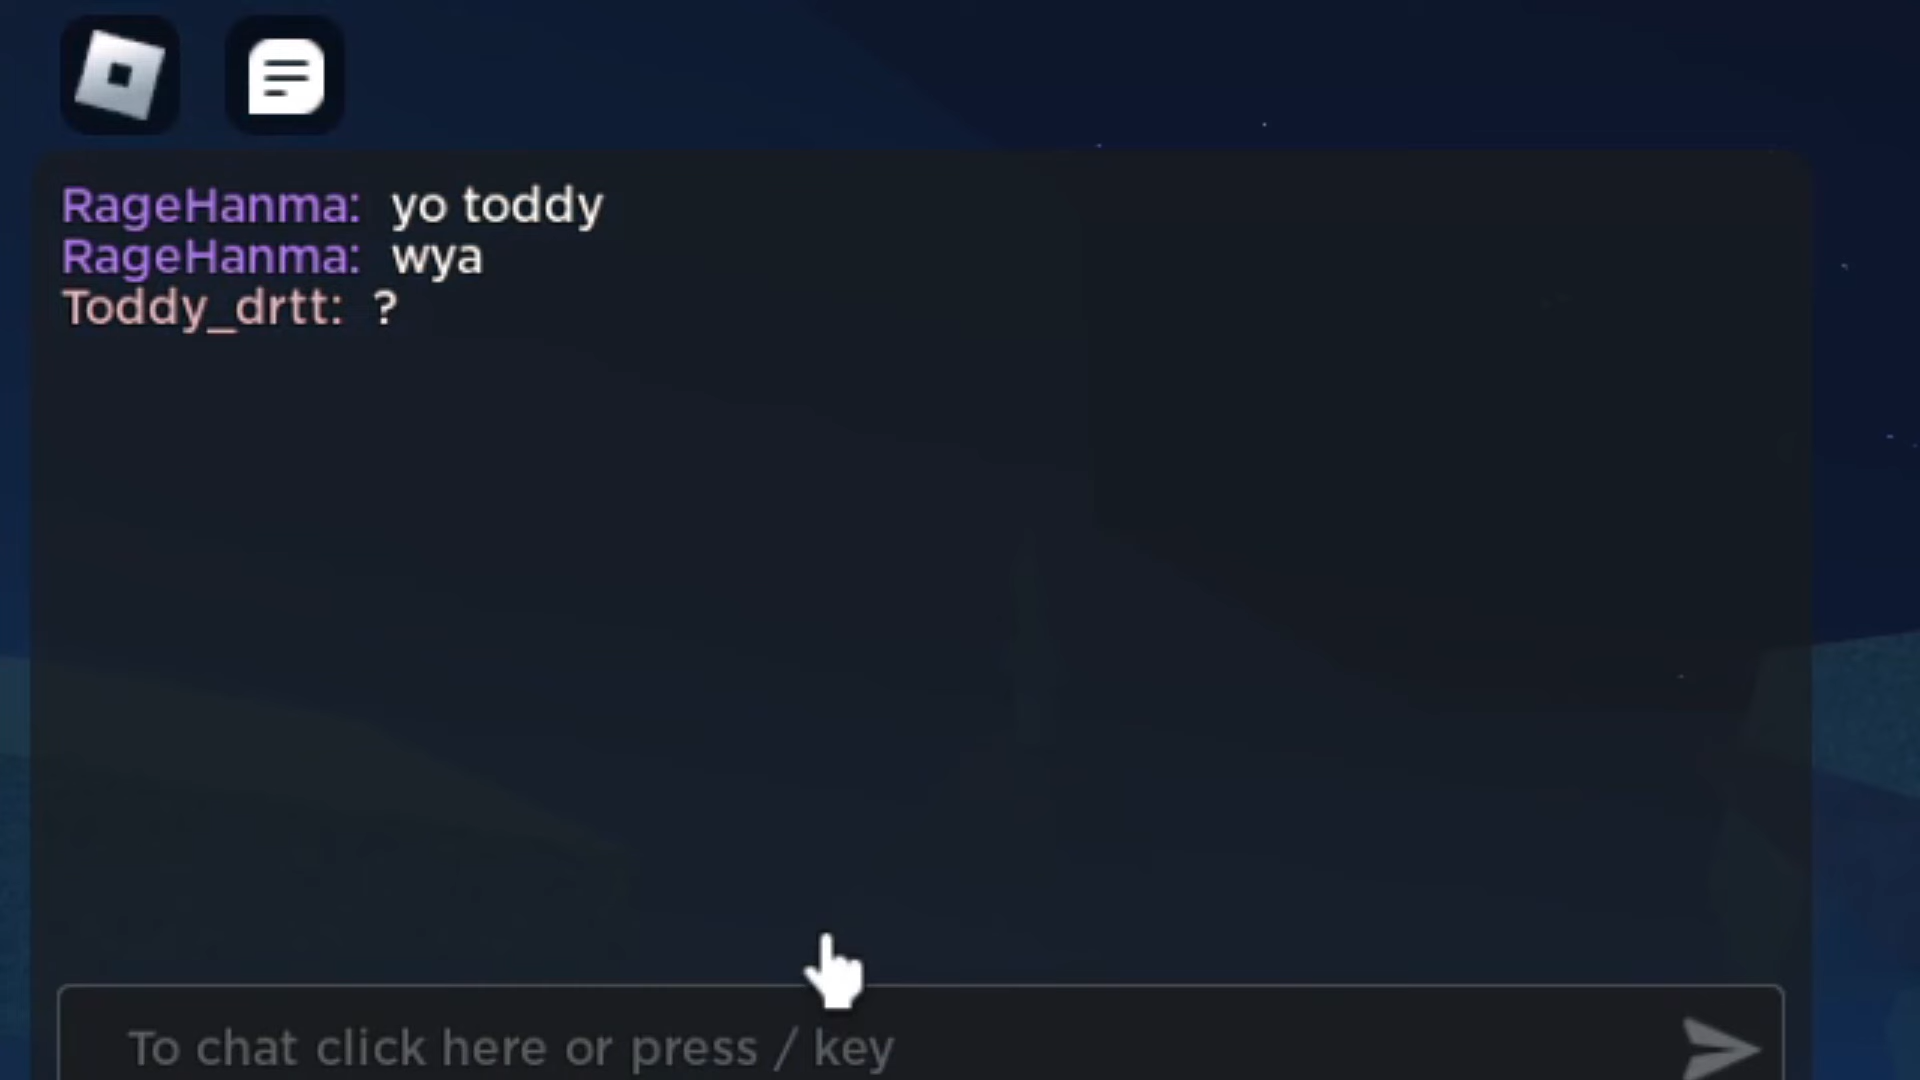 RageHanma: yo toddy
RageHanma: wya
Toddy_drtt: ?
To chat click here or press / key